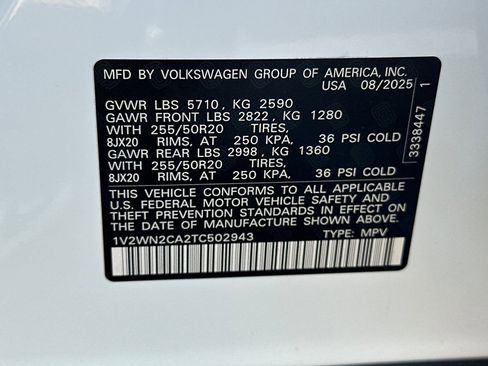 MFD BY VOLKSWAGEN GROUP OF AMERICA, INC.
USA 08/2025
GVWR LBS 5710, KG 2590
GAWR FRONT LBS 2822, KG 1280
WITH 255/50R20 TIRES,
8JX20 RIMS, AT 250 KPA, 36 PSI COLD
GAWR REAR LBS 2998, KG 1360
WITH 255/50R20 TIRES,
8JX20 RIMS, AT 250 KPA, 36 PSI COLD
THIS VEHICLE CONFORMS TO ALL APPLICABLE
U.S. FEDERAL MOTOR VEHICLE SAFETY AND
THEFT PREVENTION STANDARDS IN EFFECT ON
THE DATE OF MANUFACTURE SHOWN ABOVE.
1V2WN2CA2TC502943 TYPE: MPV
3338447 1